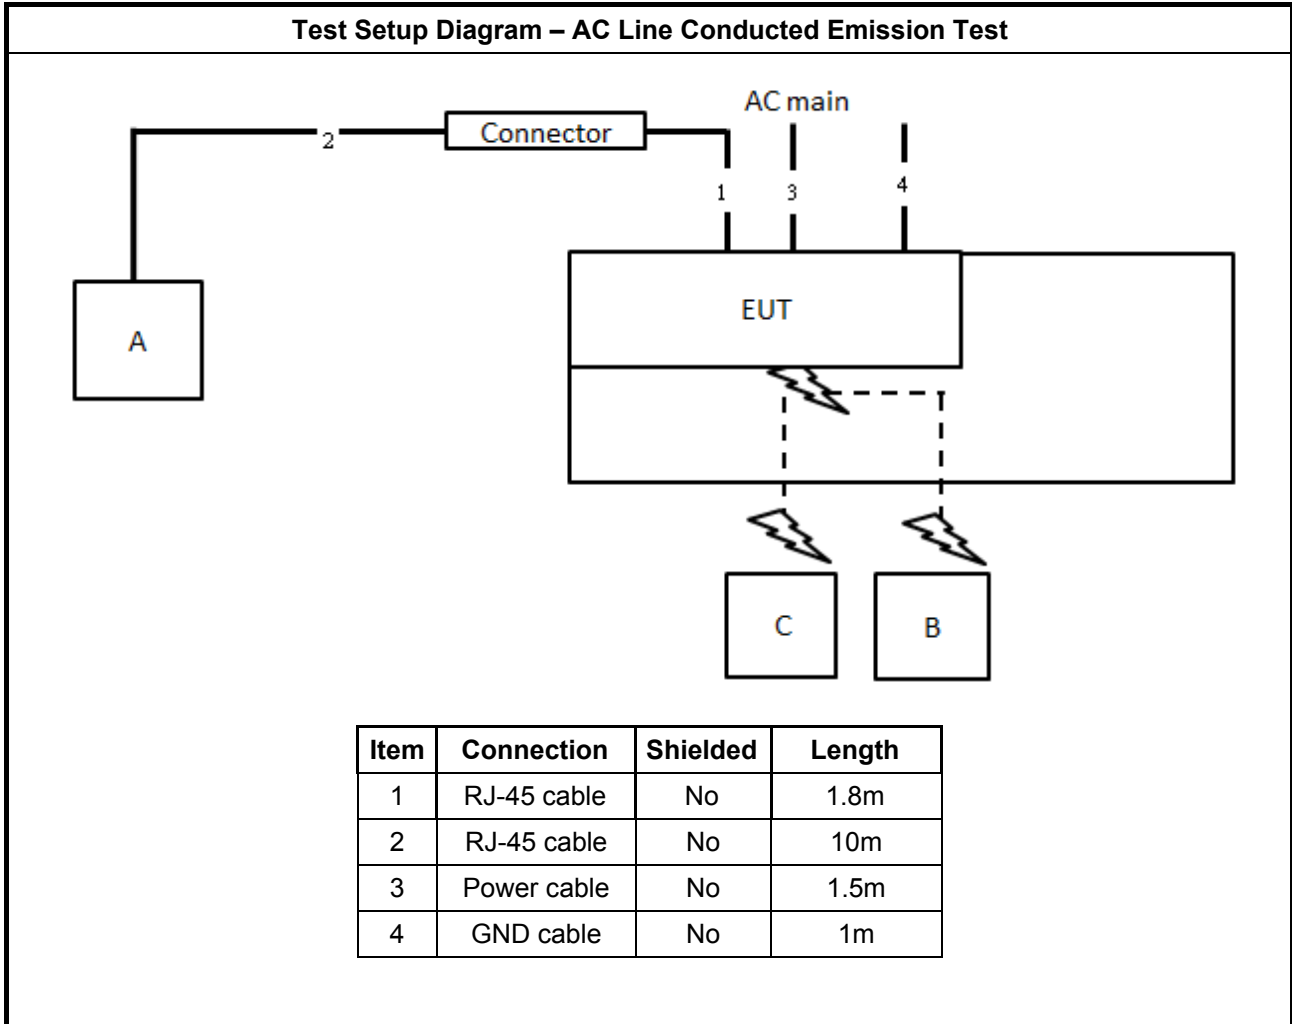 Test Setup Diagram – AC Line Conducted Emission Test
AC main
2
Connector
1
3
4
EUT
A
C
B
Item Connection Shielded Length
1 RJ-45 cable No 1.8m
2 RJ-45 cable No 10m
3 Power cable No 1.5m
4 GND cable No 1m